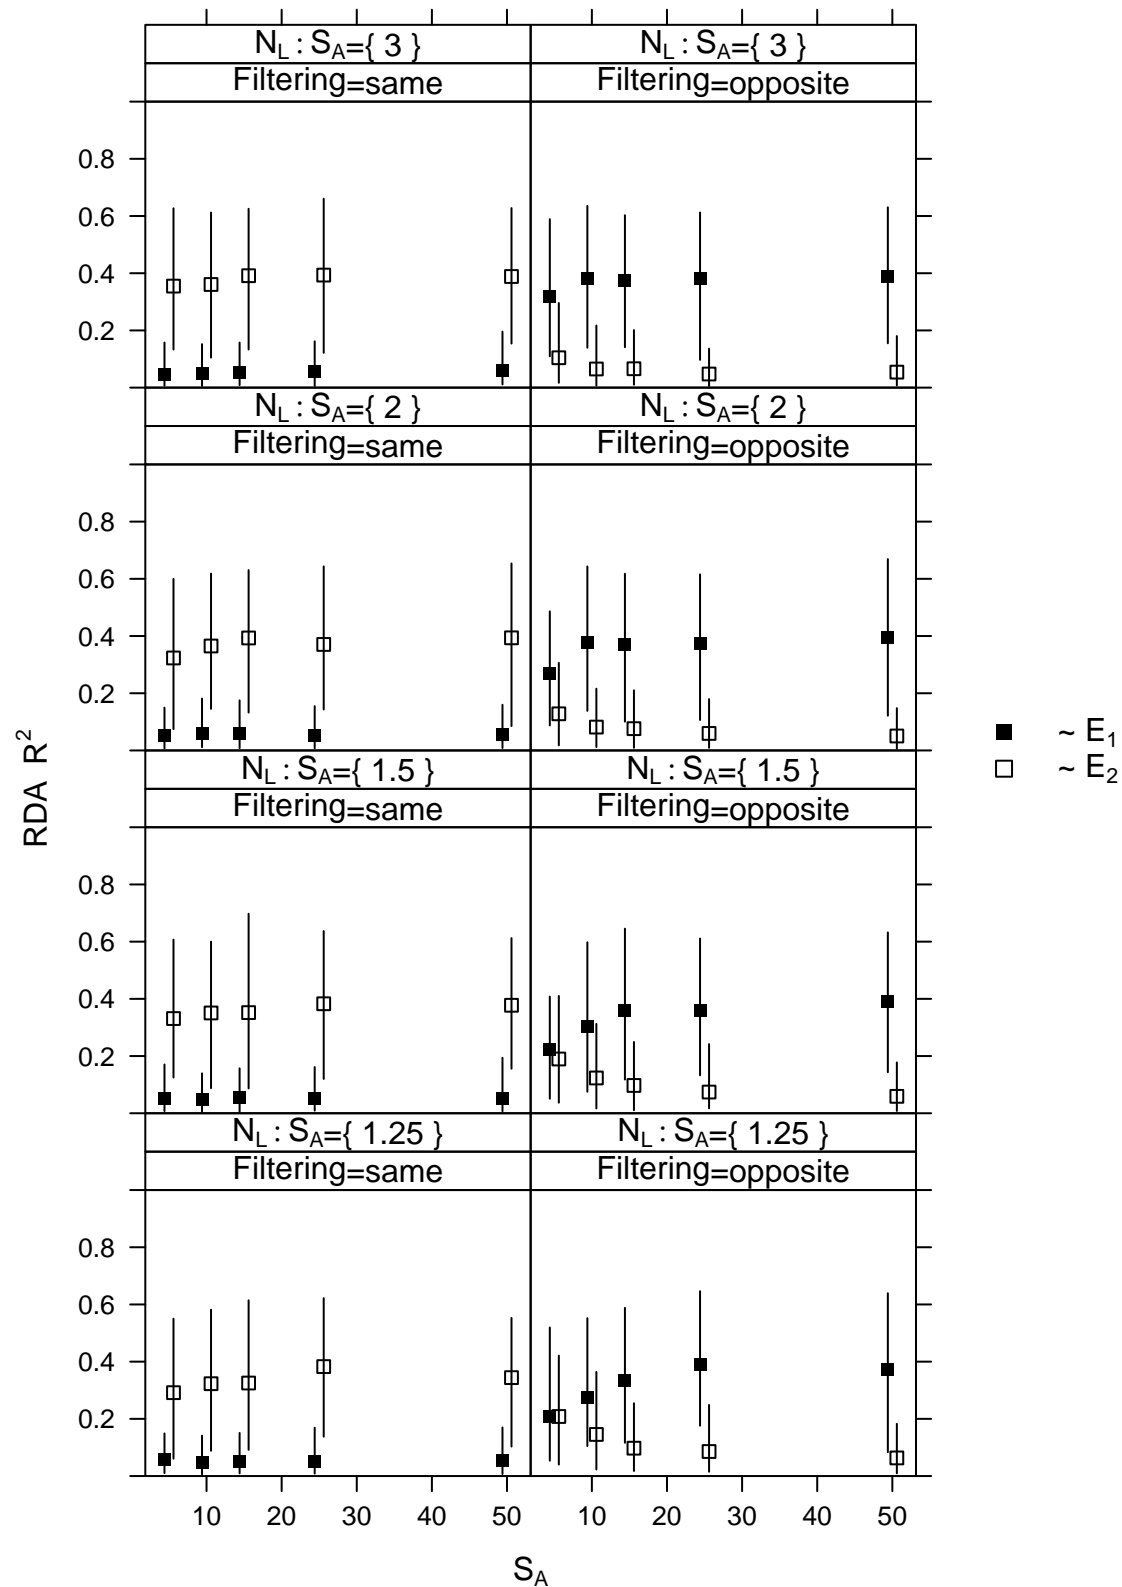 N_L : S_A={ 3 } N_L : S_A={ 3 }
Filtering=same Filtering=opposite
0.8
0.6
0.4
0.2
N_L : S_A={ 2 } N_L : S_A={ 2 }
Filtering=same Filtering=opposite
0.8
0.6
0.4
0.2
N_L : S_A={ 1.5 } N_L : S_A={ 1.5 }
Filtering=same Filtering=opposite
0.8
0.6
0.4
0.2
N_L : S_A={ 1.25 } N_L : S_A={ 1.25 }
Filtering=same Filtering=opposite
0.8
0.6
0.4
0.2
10 20 30 40 50 10 20 30 40 50
S_A
RDA R²
~ E₁
~ E₂